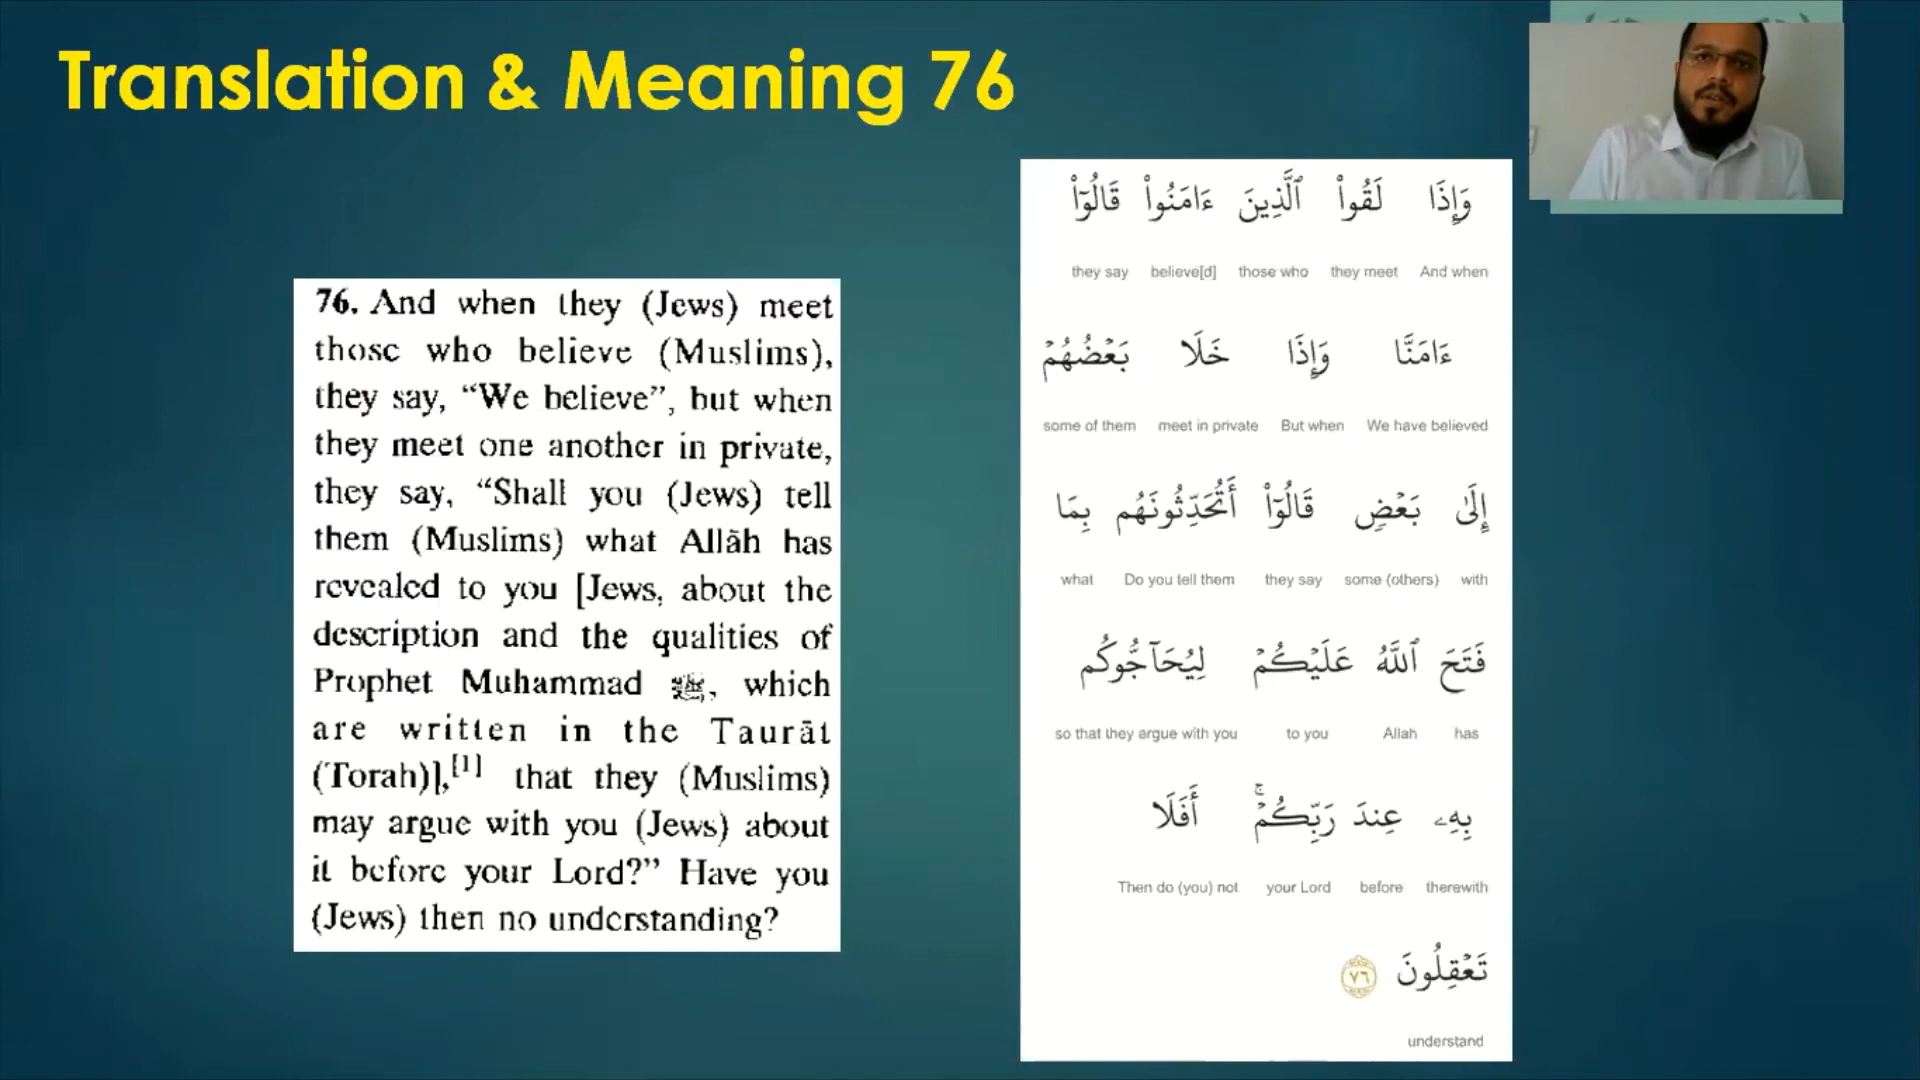 Translation & Meaning 76
76. And when they (Jews) meet
those who believe (Muslims),
they say, “We believe”, but when
they meet one another in private,
they say, “Shall you (Jews) tell
them (Muslims) what Allāh has
revealed to you [Jews, about the
description and the qualities of
Prophet Muhammad ﷺ, which
are written in the Taurāt
(Torah)],[1] that they (Muslims)
may argue with you (Jews) about
it before your Lord?” Have you
(Jews) then no understanding?
وَإِذَا لَقُوا۟ ٱلَّذِينَ ءَامَنُوا۟ قَالُوٓا۟
they say believe[d] those who they meet And when
ءَامَنَّا وَإِذَا خَلَا بَعْضُهُمْ
some of them meet in private But when We have believed
إِلَىٰ بَعْضٍ قَالُوٓا۟ أَتُحَدِّثُونَهُم بِمَا
what Do you tell them they say some (others) with
فَتَحَ ٱللَّهُ عَلَيْكُمْ لِيُحَآجُّوكُم
so that they argue with you to you Allah has
بِهِۦ عِندَ رَبِّكُمْ ۚ أَفَلَا
Then do (you) not your Lord before therewith
تَعْقِلُونَ ٧٦
understand